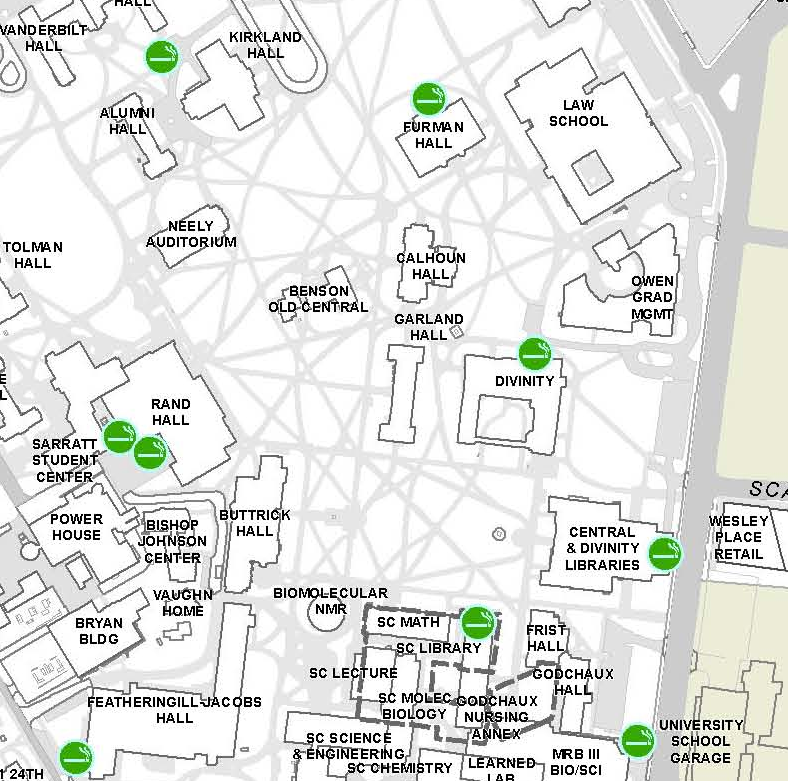 HALL
VANDERBILT
HALL
KIRKLAND
HALL
ALUMNI
HALL
FURMAN
HALL
LAW
SCHOOL
NEELY
AUDITORIUM
TOLMAN
HALL
CALHOUN
HALL
BENSON
OLD CENTRAL
OWEN
GRAD
MGMT
GARLAND
HALL
DIVINITY
RAND
HALL
SARRATT
STUDENT
CENTER
POWER
HOUSE
BISHOP
JOHNSON
CENTER
BUTTRICK
HALL
CENTRAL
& DIVINITY
LIBRARIES
SCA
WESLEY
PLACE
RETAIL
VAUGHN
HOME
BIOMOLECULAR
NMR
BRYAN
BLDG
SC MATH
SC LIBRARY
FRIST
HALL
SC LECTURE
GODCHAUX
HALL
SC MOLEC
BIOLOGY
GODCHAUX
NURSING
ANNEX
FEATHERINGILL-JACOBS
HALL
SC SCIENCE
& ENGINEERING
SC CHEMISTRY
LEARNED
LAB
MRB III
BIO/SCI
UNIVERSITY
SCHOOL
GARAGE
1 24TH